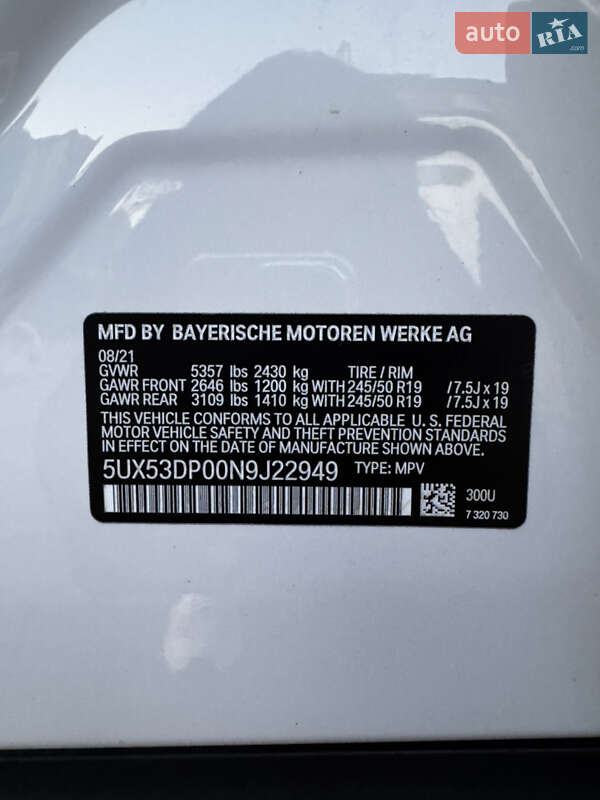 auto RIA
.com
MFD BY BAYERISCHE MOTOREN WERKE AG
08/21
GVWR 5357 lbs 2430 kg TIRE / RIM
GAWR FRONT 2646 lbs 1200 kg WITH 245/50 R19 / 7.5J x 19
GAWR REAR 3109 lbs 1410 kg WITH 245/50 R19 / 7.5J x 19
THIS VEHICLE CONFORMS TO ALL APPLICABLE U. S. FEDERAL
MOTOR VEHICLE SAFETY AND THEFT PREVENTION STANDARDS
IN EFFECT ON THE DATE OF MANUFACTURE SHOWN ABOVE.
5UX53DP00N9J22949 TYPE: MPV
300U
7 320 730